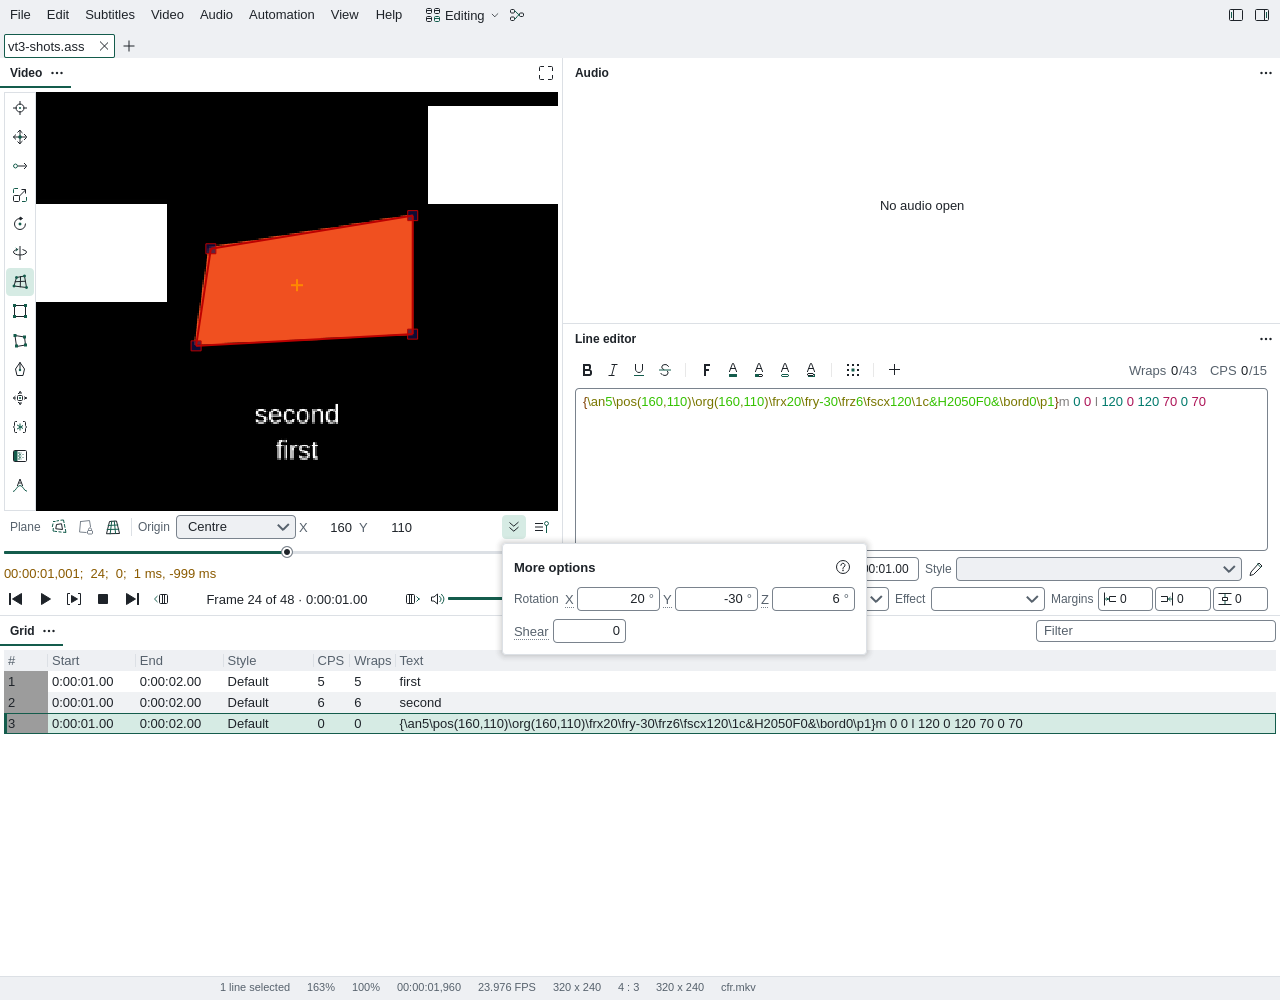 File Edit Subtitles Video Audio Automation View Help Editing
vt3-shots.ass
Video
Audio
No audio open
second
first
Line editor
Wraps 0/43 CPS 0/15
{\an5\pos(160,110)\org(160,110)\frx20\fry-30\frz6\fscx120\1c&H2050F0&\bord0\p1}m 0 0 l 120 0 120 70 0 70
Plane Origin Centre X 160 Y 110
00:00:01,001; 24; 0; 1 ms, -999 ms
Frame 24 of 48 · 0:00:01.00
More options
Rotation X 20 ° Y -30 ° Z 6 °
Shear 0
0:01.00 Style
Effect Margins 0 0 0
Grid
Filter
# Start End Style CPS Wraps Text
1 0:00:01.00 0:00:02.00 Default 5 5 first
2 0:00:01.00 0:00:02.00 Default 6 6 second
3 0:00:01.00 0:00:02.00 Default 0 0 {\an5\pos(160,110)\org(160,110)\frx20\fry-30\frz6\fscx120\1c&H2050F0&\bord0\p1}m 0 0 l 120 0 120 70 0 70
1 line selected 163% 100% 00:00:01,960 23.976 FPS 320 x 240 4 : 3 320 x 240 cfr.mkv